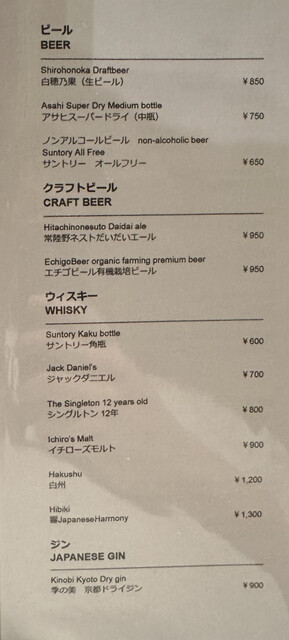 ビール
BEER
Shirohonoka Draftbeer
白穂乃果（生ビール） ¥850
Asahi Super Dry Medium bottle
アサヒスーパードライ（中瓶） ¥750
ノンアルコールビール non-alcoholic beer
Suntory All Free
サントリー オールフリー ¥650
クラフトビール
CRAFT BEER
Hitachinonesuto Daidai ale
常陸野ネストだいだいエール ¥950
EchigoBeer organic farming premium beer
エチゴビール有機栽培ビール ¥950
ウィスキー
WHISKY
Suntory Kaku bottle
サントリー角瓶 ¥600
Jack Daniel's
ジャックダニエル ¥700
The Singleton 12 years old
シングルトン 12年 ¥800
Ichiro's Malt
イチローズモルト ¥900
Hakushu
白州 ¥1,200
Hibiki
響JapaneseHarmony ¥1,300
ジン
JAPANESE GIN
Kinobi Kyoto Dry gin
季の美 京都ドライジン ¥900